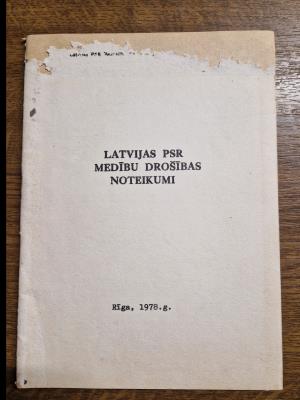 LATVIJAS PSR
MEDĪBU DROŠĪBAS
NOTEIKUMI
Rīga, 1978.g.